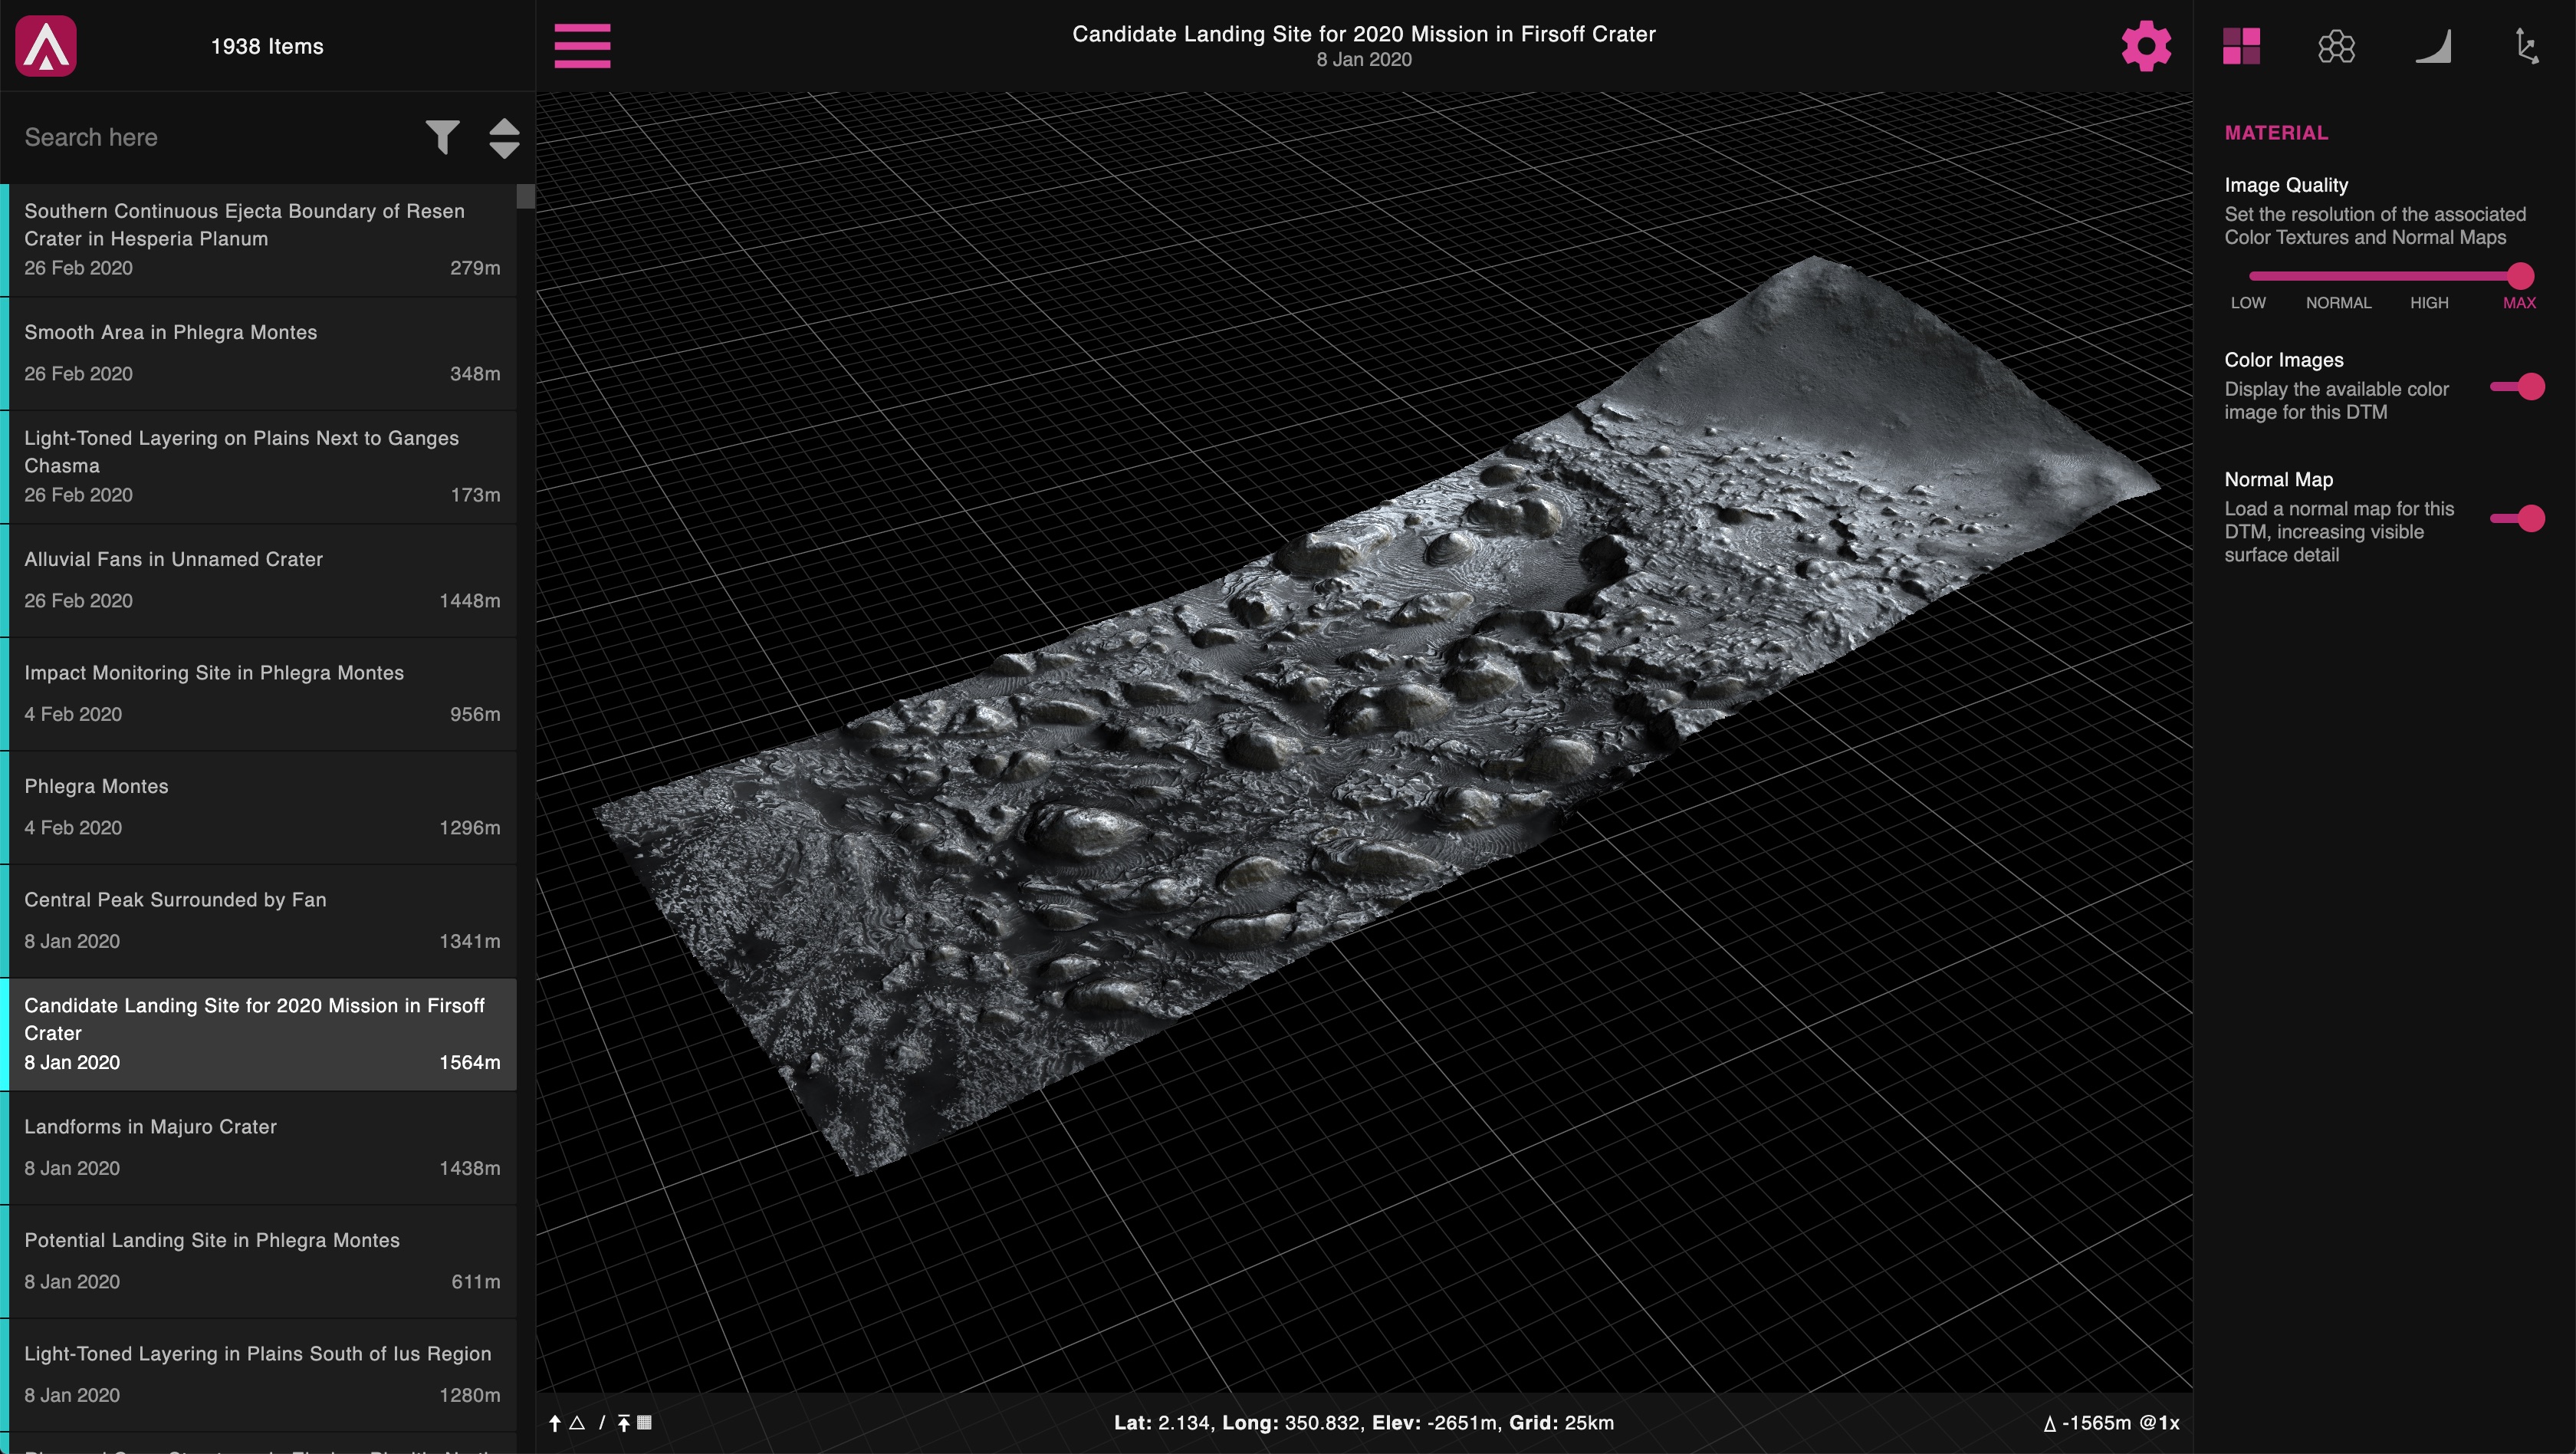 1938 Items
Search here
Southern Continuous Ejecta Boundary of Resen
Crater in Hesperia Planum
26 Feb 2020 279m
Smooth Area in Phlegra Montes
26 Feb 2020 348m
Light-Toned Layering on Plains Next to Ganges
Chasma
26 Feb 2020 173m
Alluvial Fans in Unnamed Crater
26 Feb 2020 1448m
Impact Monitoring Site in Phlegra Montes
4 Feb 2020 956m
Phlegra Montes
4 Feb 2020 1296m
Central Peak Surrounded by Fan
8 Jan 2020 1341m
Candidate Landing Site for 2020 Mission in Firsoff
Crater
8 Jan 2020 1564m
Landforms in Majuro Crater
8 Jan 2020 1438m
Potential Landing Site in Phlegra Montes
8 Jan 2020 611m
Light-Toned Layering in Plains South of Ius Region
8 Jan 2020 1280m
Candidate Landing Site for 2020 Mission in Firsoff Crater
8 Jan 2020
Lat: 2.134, Long: 350.832, Elev: -2651m, Grid: 25km
Δ -1565m @1x
MATERIAL
Image Quality
Set the resolution of the associated
Color Textures and Normal Maps
LOW NORMAL HIGH MAX
Color Images
Display the available color
image for this DTM
Normal Map
Load a normal map for this
DTM, increasing visible
surface detail